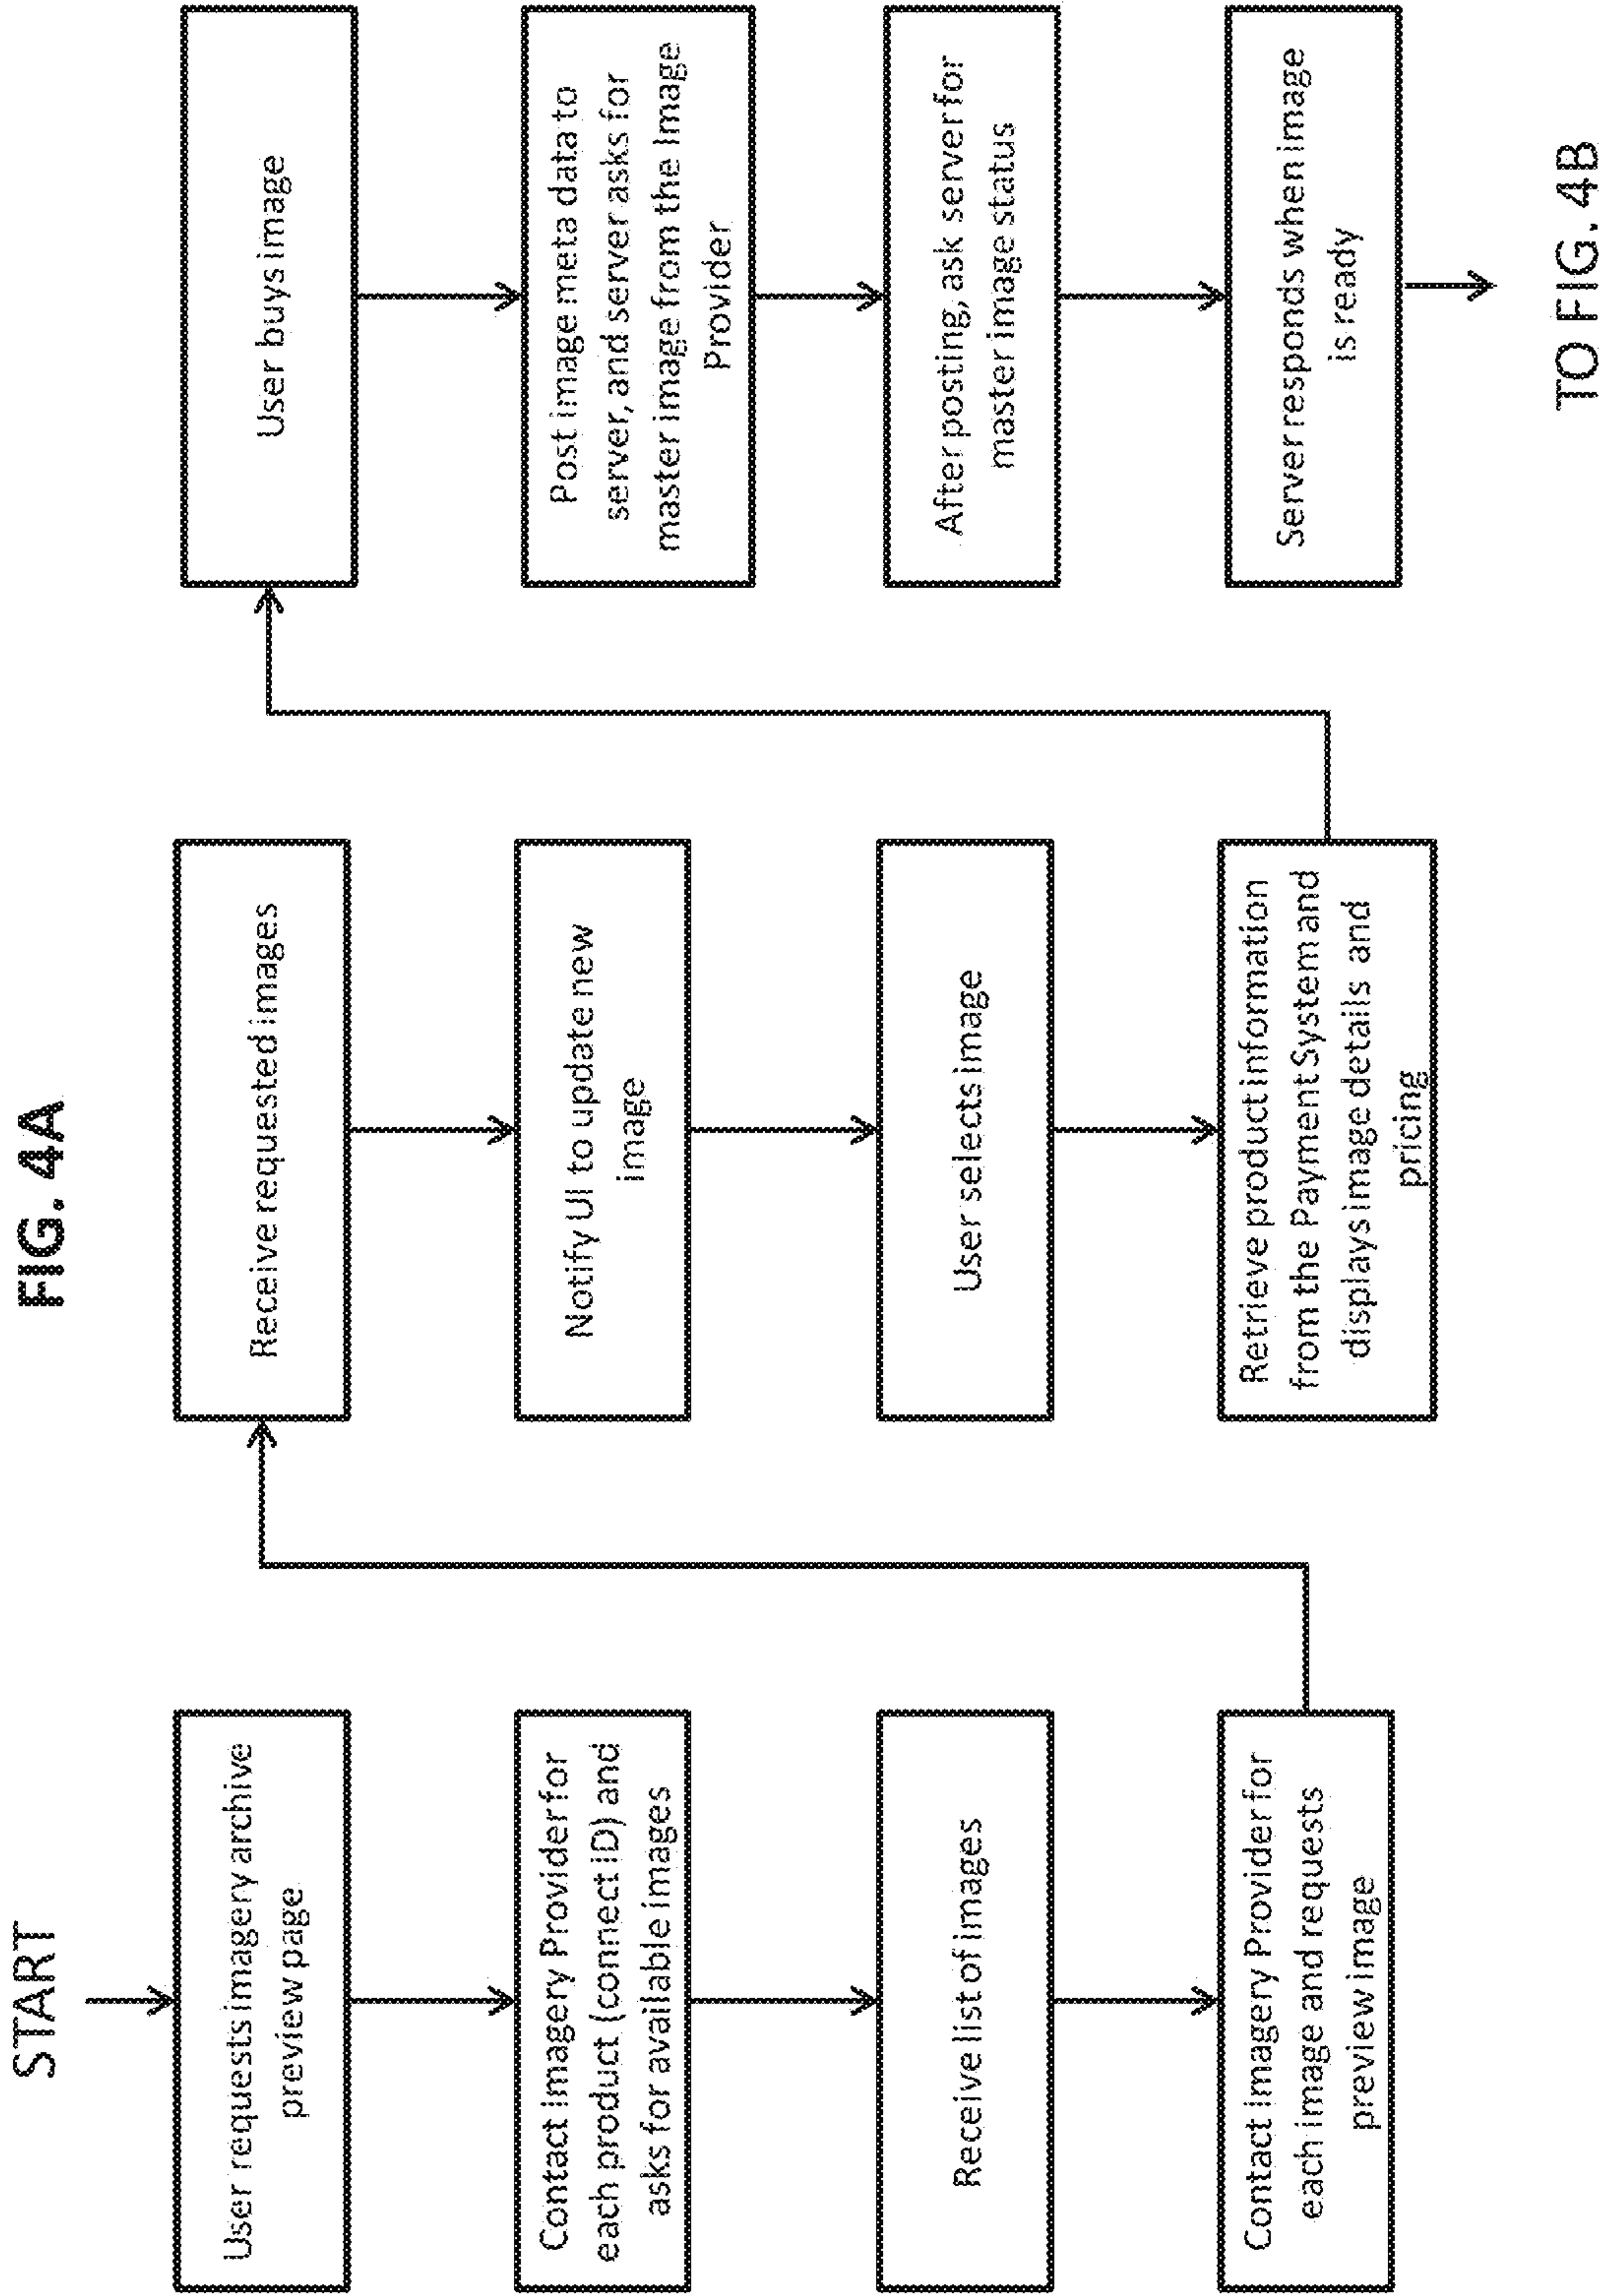 FIG. 4A
START
User requests imagery archive
preview page
Contact Imagery Provider for
each product (connect ID) and
asks for available images
Receive list of images
Contact Imagery Provider for
each image and requests
preview image
Receive requested images
Notify UI to update new
image
User selects image
Retrieve product information
from the Payment System and
displays image details and
pricing
User buys image
Post image meta data to
server, and server asks for
master image from the Image
Provider
After posting, ask server for
master image status
Server responds when image
is ready
TO FIG. 4B